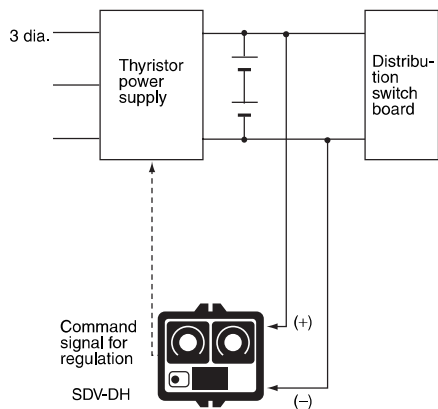 3 dia.
Thyristor
power
supply
Distribu-
tion
switch
board
Command
signal for
regulation
SDV-DH
(+)
(−)